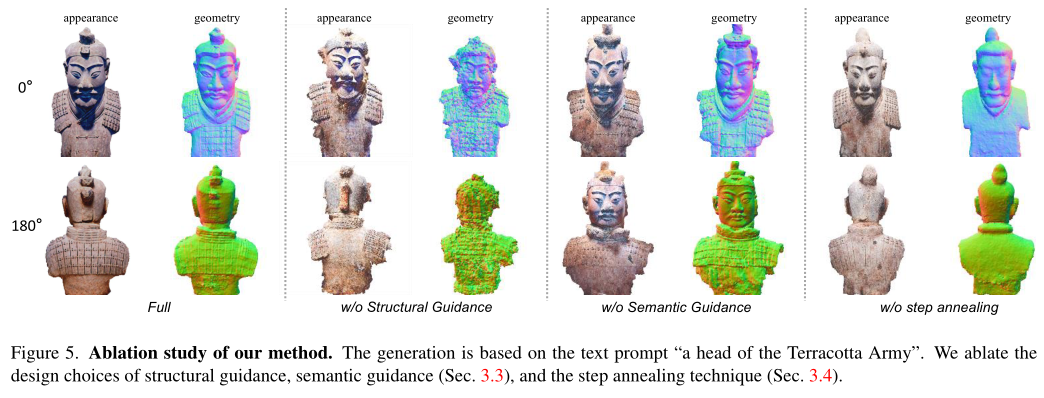 appearance geometry appearance geometry appearance geometry appearance geometry
0°
180°
Full w/o Structural Guidance w/o Semantic Guidance w/o step annealing
Figure 5. Ablation study of our method. The generation is based on the text prompt “a head of the Terracotta Army”. We ablate the
design choices of structural guidance, semantic guidance (Sec. 3.3), and the step annealing technique (Sec. 3.4).